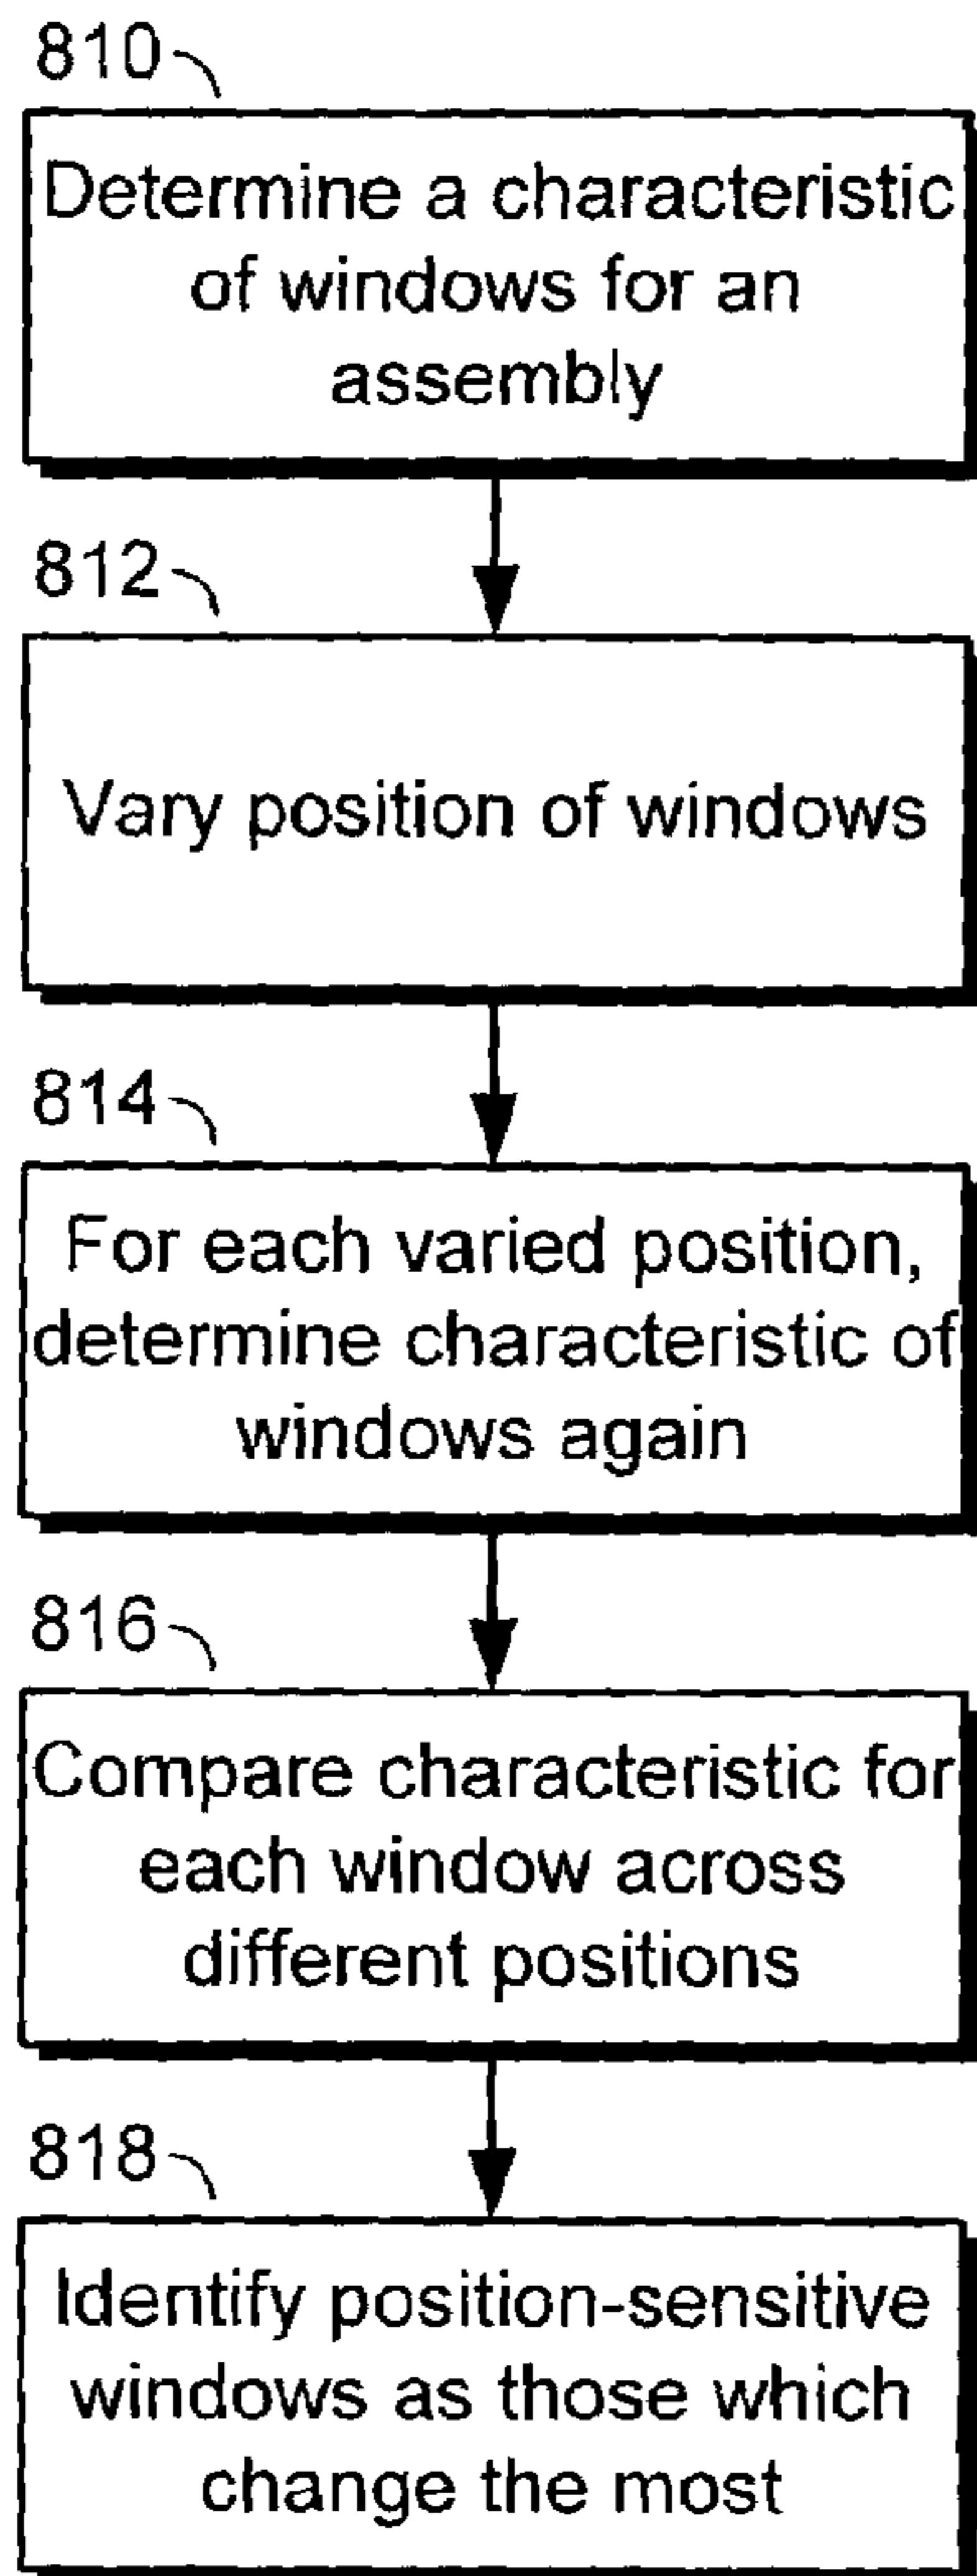 810
Determine a characteristic
of windows for an
assembly
812
Vary position of windows
814
For each varied position,
determine characteristic of
windows again
816
Compare characteristic for
each window across
different positions
818
Identify position-sensitive
windows as those which
change the most